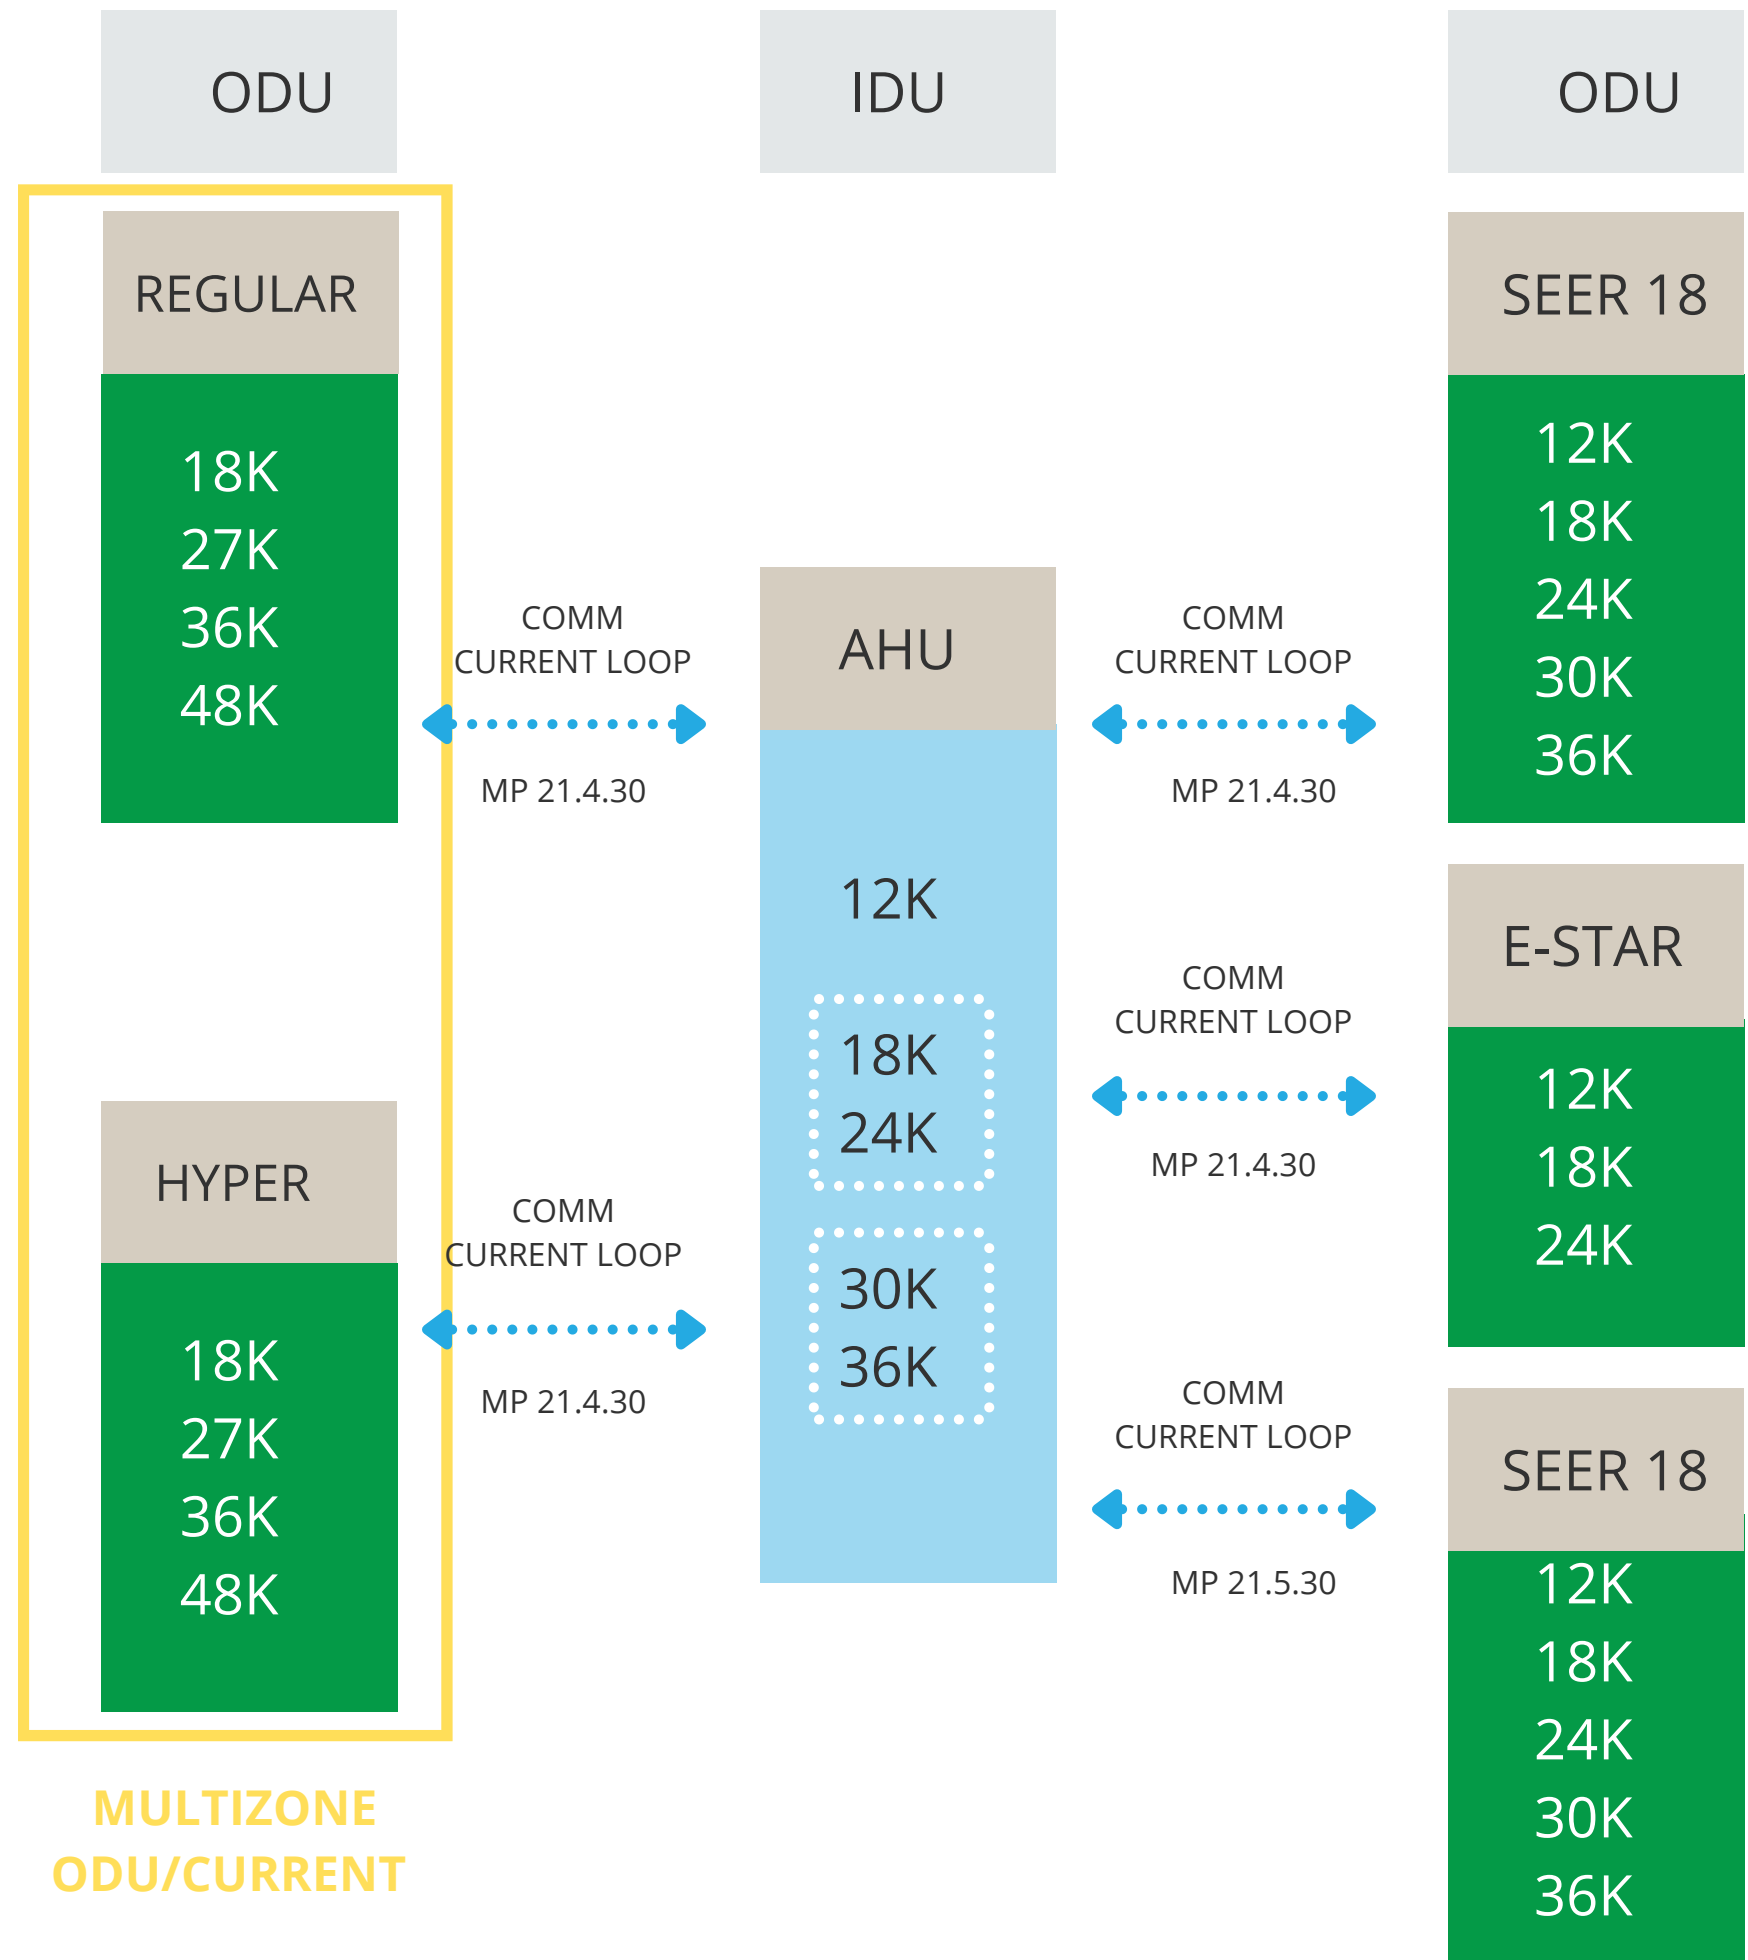 ODU
IDU
ODU
REGULAR
18K
27K
36K
48K
COMM
CURRENT LOOP
MP 21.4.30
HYPER
18K
27K
36K
48K
COMM
CURRENT LOOP
MP 21.4.30
MULTIZONE
ODU/CURRENT
AHU
12K
18K
24K
30K
36K
COMM
CURRENT LOOP
MP 21.4.30
COMM
CURRENT LOOP
MP 21.4.30
COMM
CURRENT LOOP
MP 21.5.30
SEER 18
12K
18K
24K
30K
36K
E-STAR
12K
18K
24K
SEER 18
12K
18K
24K
30K
36K